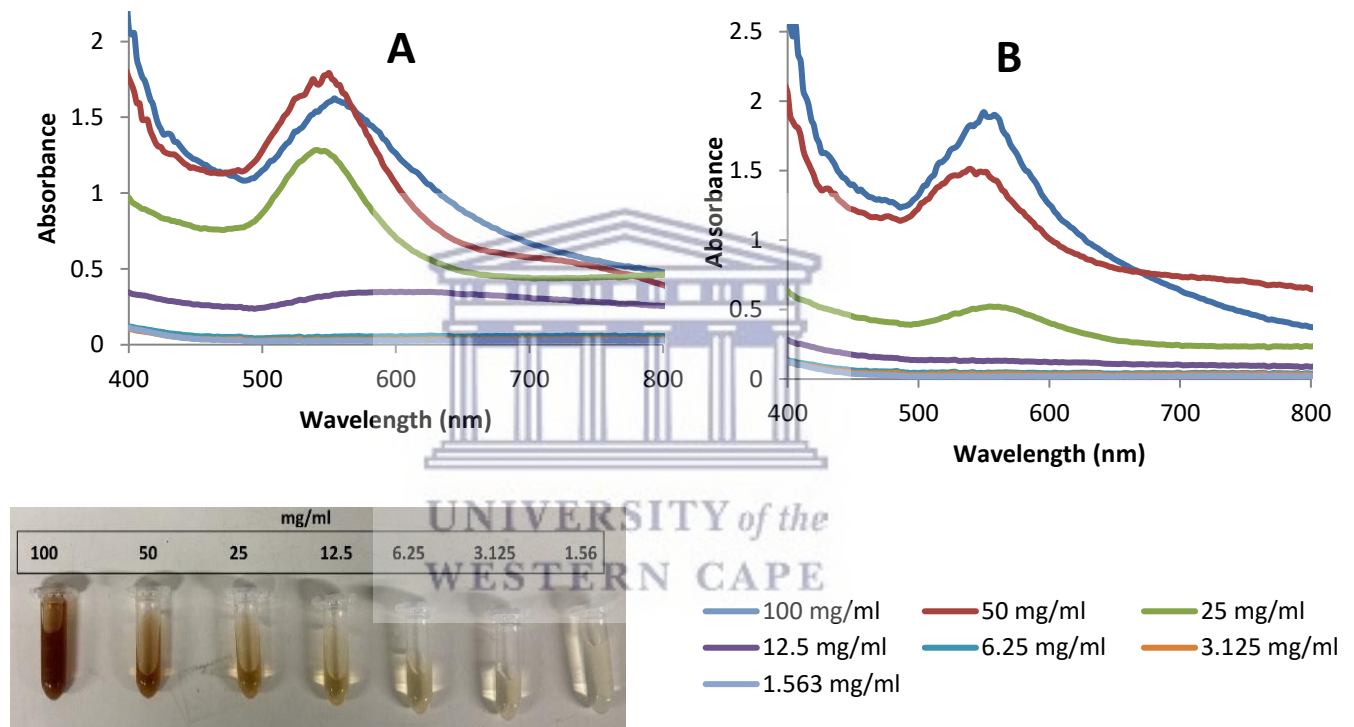 A
2
1.5
1
0.5
0
Absorbance
400 500 600 700 800
Wavelength (nm)
B
2.5
2
1.5
1
0.5
0
Absorbance
400 500 600 700 800
Wavelength (nm)
UNIVERSITY of the
WESTERN CAPE
mg/ml
100 50 25 12.5 6.25 3.125 1.56
100 mg/ml 50 mg/ml 25 mg/ml
12.5 mg/ml 6.25 mg/ml 3.125 mg/ml
1.563 mg/ml